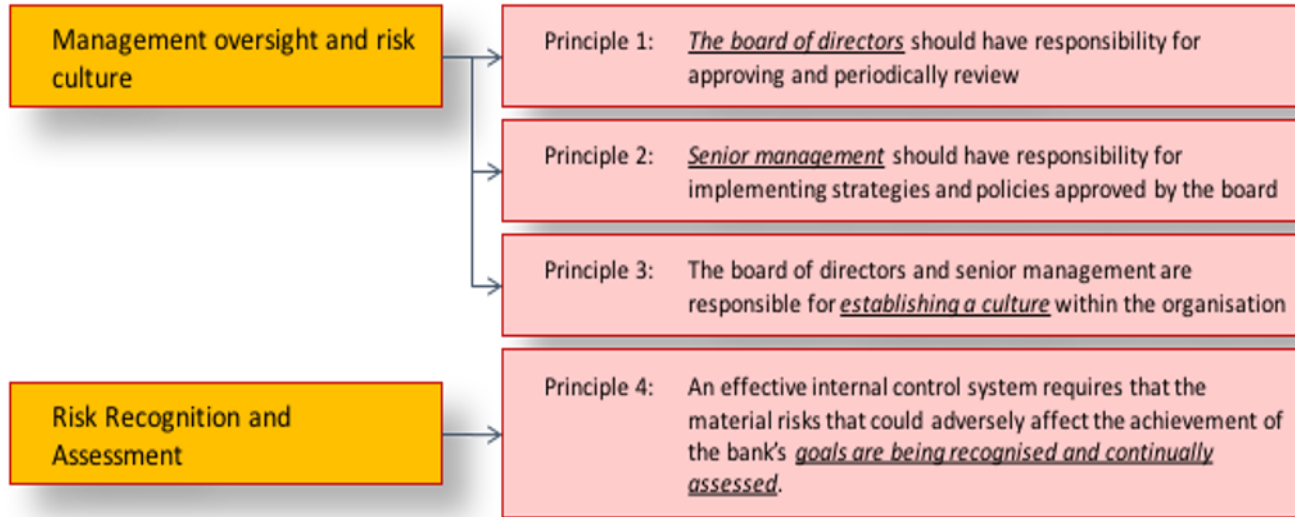 Management oversight and risk
culture
Principle 1: The board of directors should have responsibility for
approving and periodically review
Principle 2: Senior management should have responsibility for
implementing strategies and policies approved by the board
Principle 3: The board of directors and senior management are
responsible for establishing a culture within the organisation
Risk Recognition and
Assessment
Principle 4: An effective internal control system requires that the
material risks that could adversely affect the achievement of
the bank’s goals are being recognised and continually
assessed.